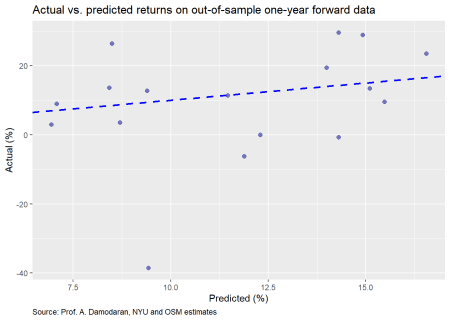 Actual vs. predicted returns on out-of-sample one-year forward data
Actual (%)
20
0
-20
-40
7.5 10.0 12.5 15.0
Predicted (%)
Source: Prof. A. Damodaran, NYU and OSM estimates